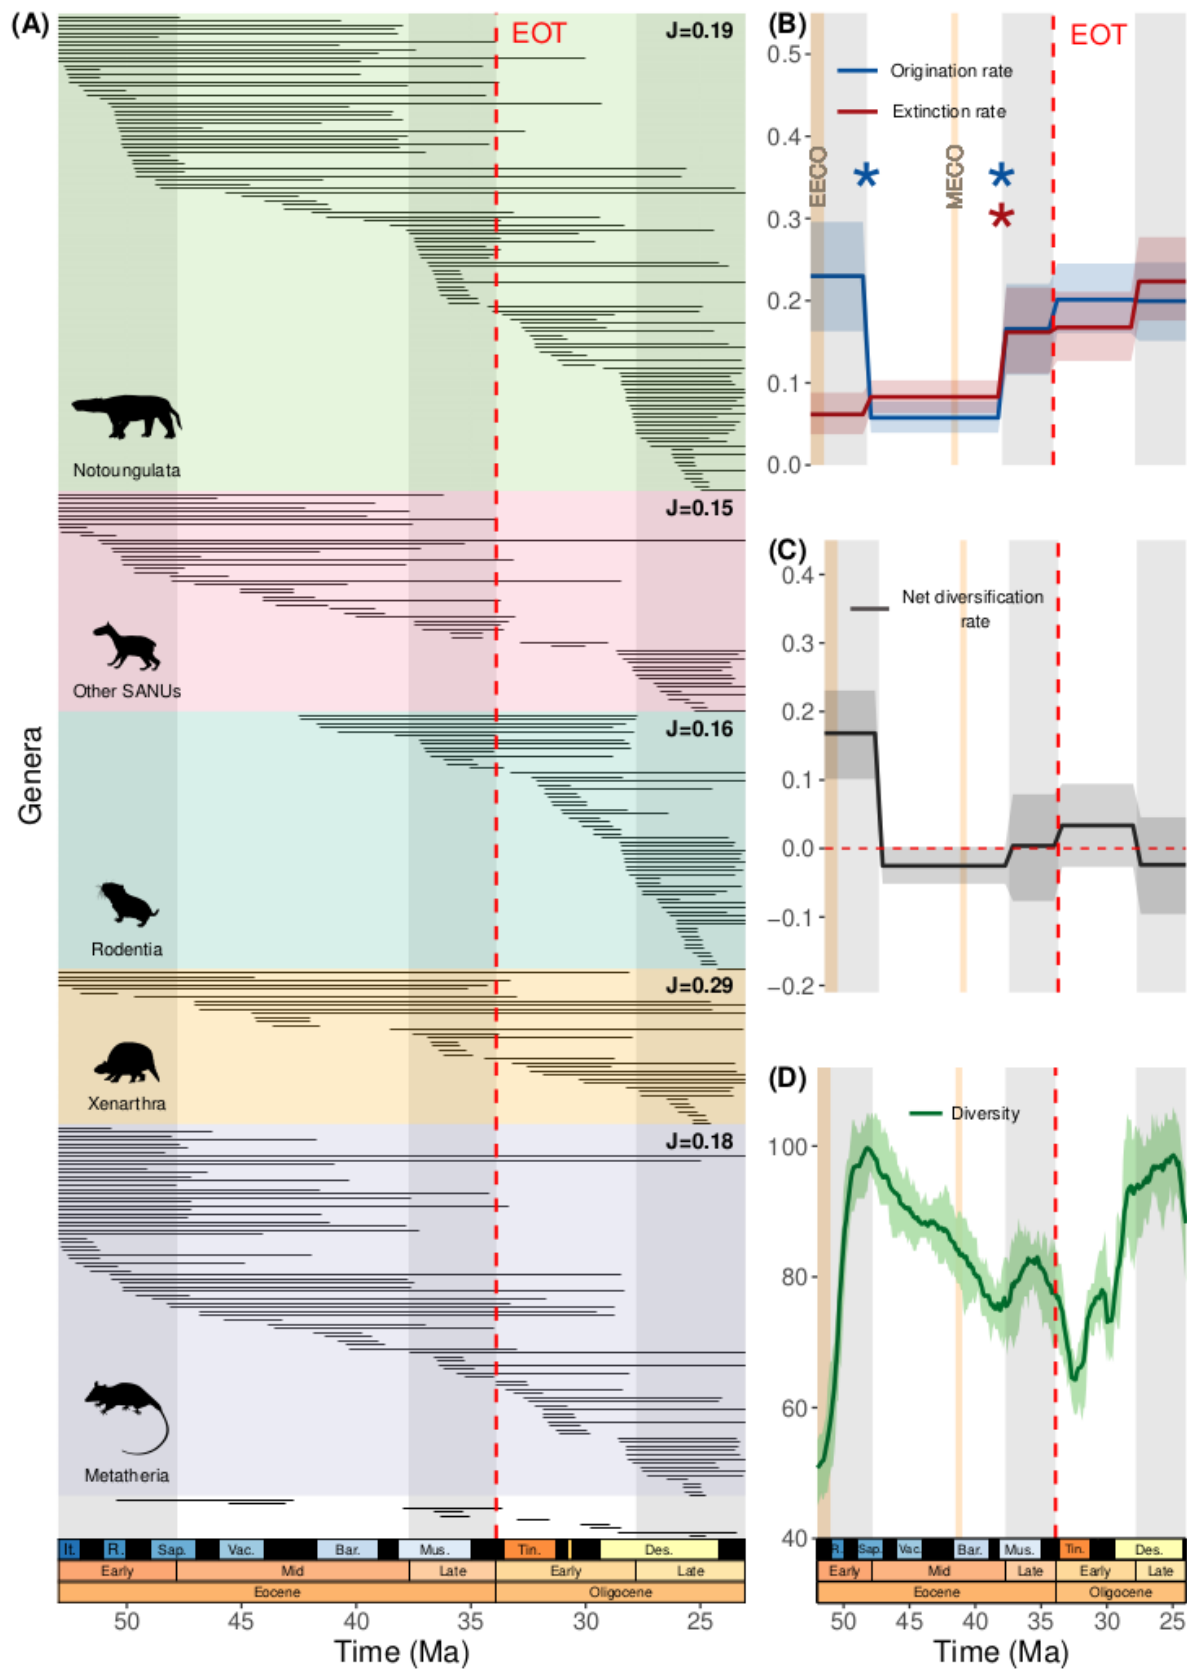 (A)
EOT
J=0.19
Notoungulata
J=0.15
Other SANUs
J=0.16
Rodentia
J=0.29
Xenarthra
J=0.18
Metatheria
Genera
It. R. Sap. Vac. Bar. Mus. Tin. Des.
Early Mid Late Early Late
Eocene Oligocene
50 45 40 35 30 25
Time (Ma)
(B)
EOT
Origination rate
Extinction rate
EECO
MECO
* *
*
0.5
0.4
0.3
0.2
0.1
0.0
(C)
Net diversification
rate
0.4
0.3
0.2
0.1
0.0
−0.1
−0.2
(D)
Diversity
100
80
60
40
R. Sap. Vac. Bar. Mus. Tin. Des.
Early Mid Late Early Late
Eocene Oligocene
50 45 40 35 30 25
Time (Ma)